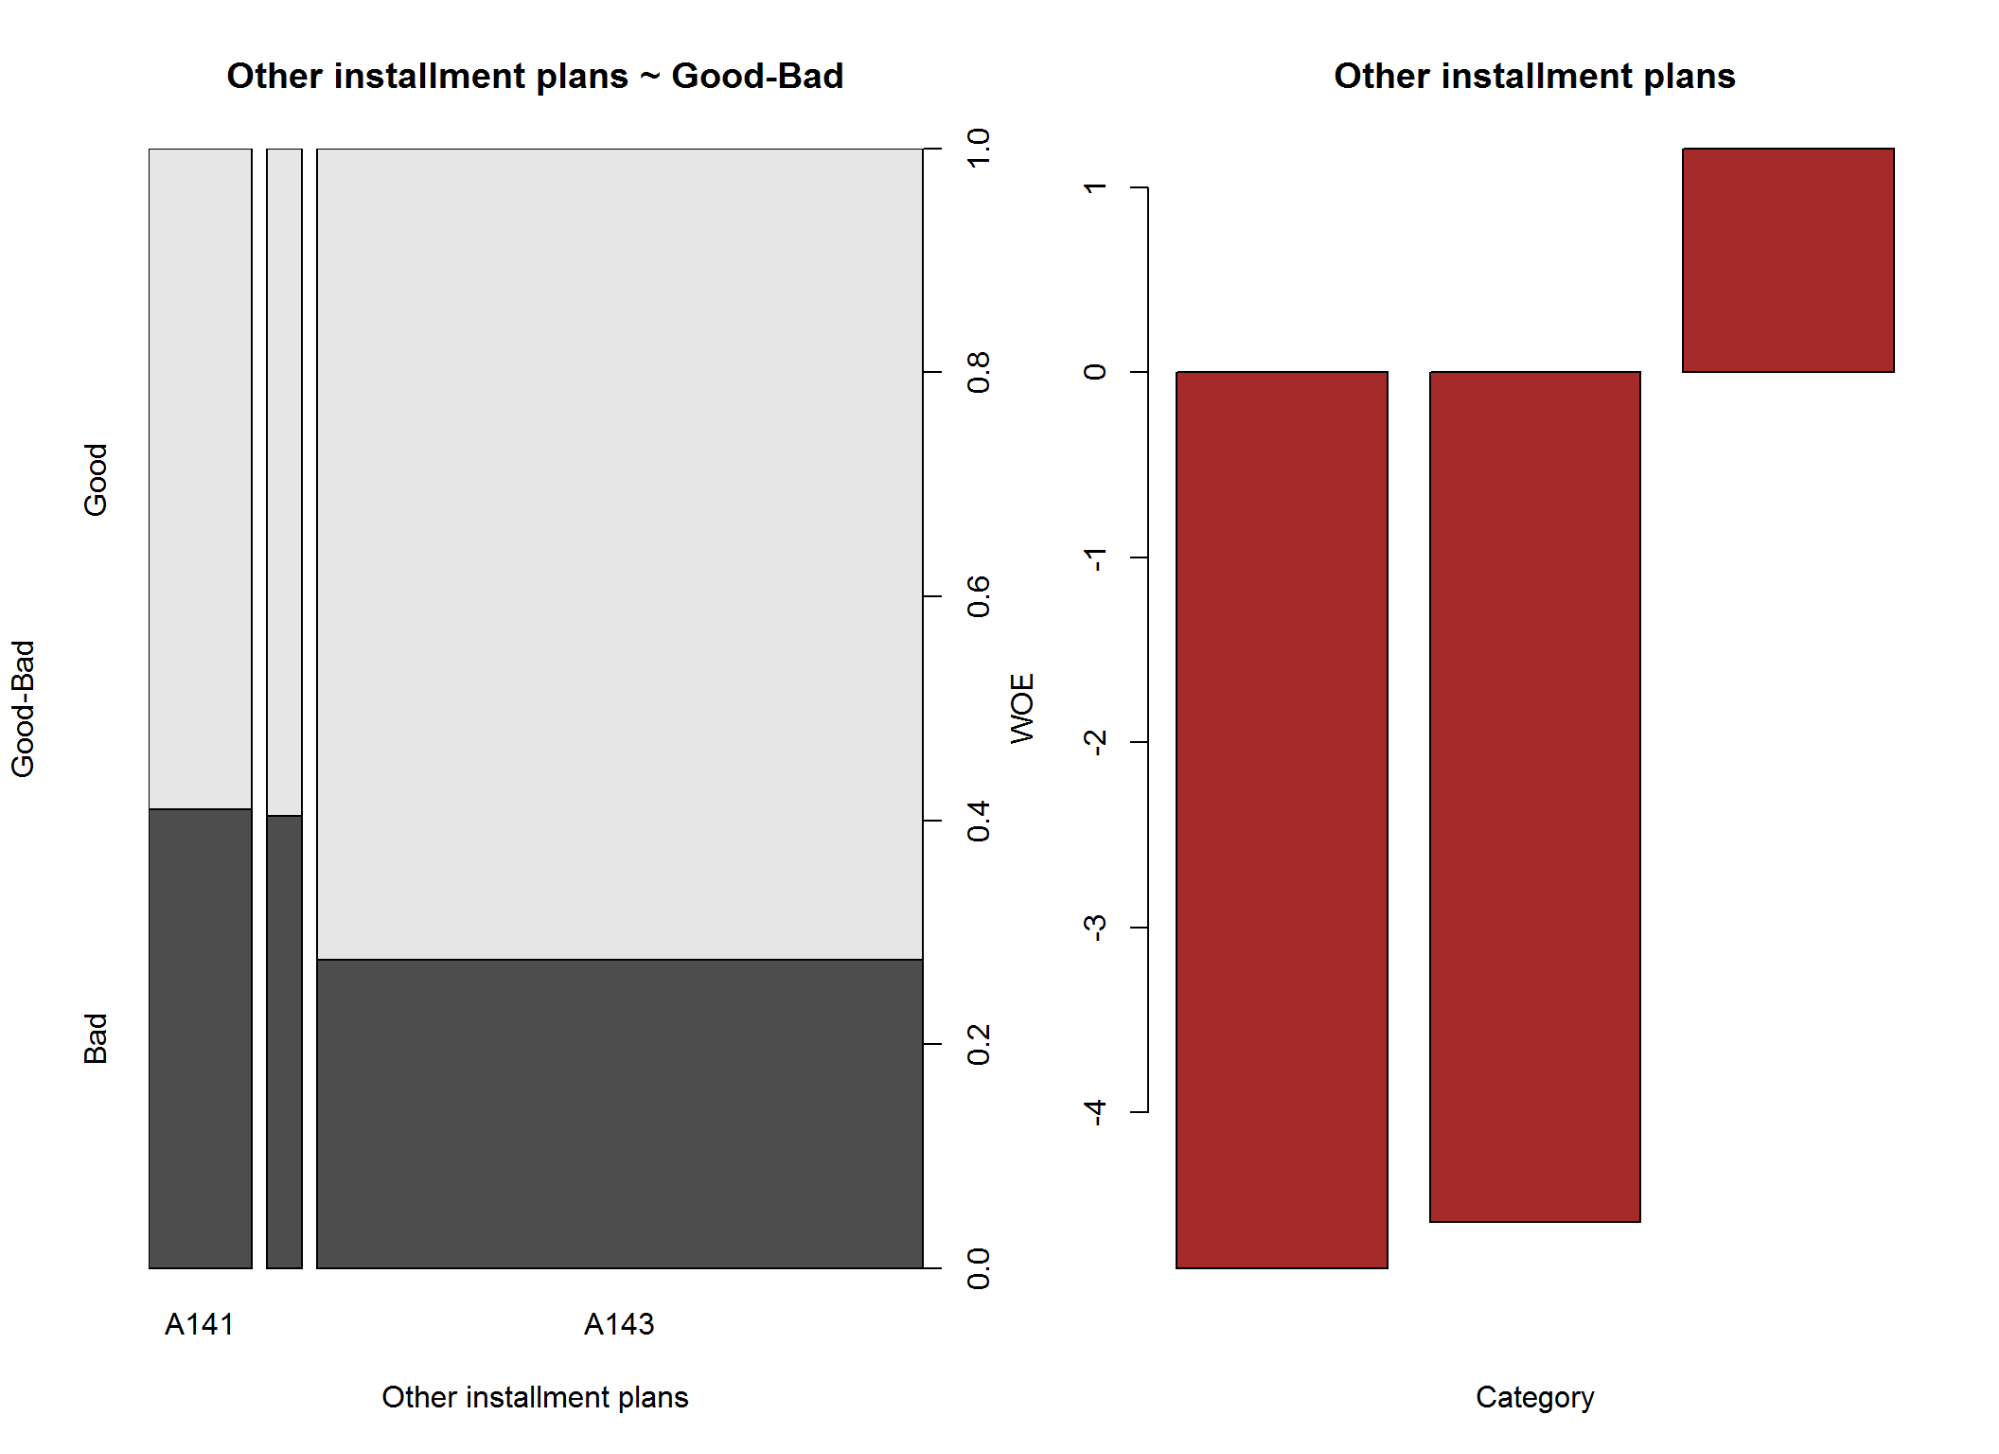 Other installment plans ~ Good-Bad
Good-Bad
Good
Bad
1.0
0.8
0.6
0.4
0.2
0.0
A141
A143
Other installment plans
Other installment plans
WOE
1
0
-1
-2
-3
-4
Category